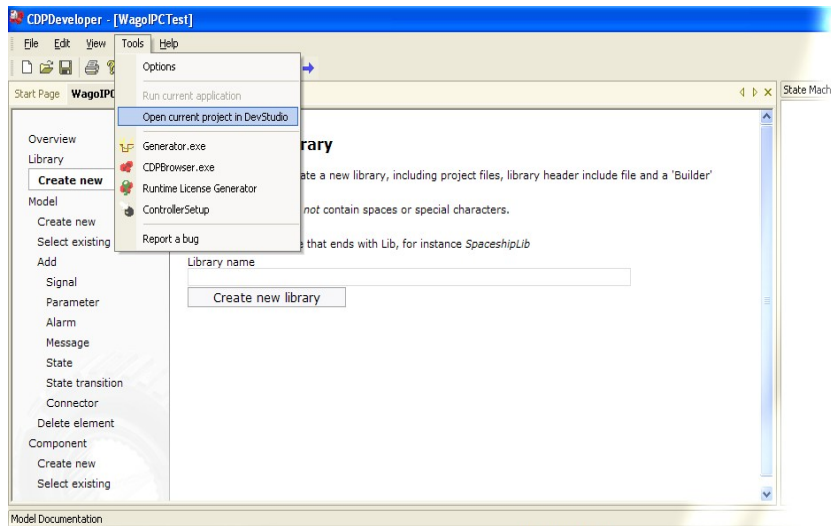 CDPDeveloper - [WagoIPCTest]
File Edit View Tools Help
Start Page WagoIPC
State Mach
Options
Run current application
Open current project in DevStudio
Generator.exe
CDPBrowser.exe
Runtime License Generator
ControllerSetup
Report a bug
Overview
Library
Create new
Model
Create new
Select existing
Add
Signal
Parameter
Alarm
Message
State
State transition
Connector
Delete element
Component
Create new
Select existing
rary
ate a new library, including project files, library header include file and a 'Builder'
not contain spaces or special characters.
e that ends with Lib, for instance SpaceshipLib
Library name
Create new library
Model Documentation